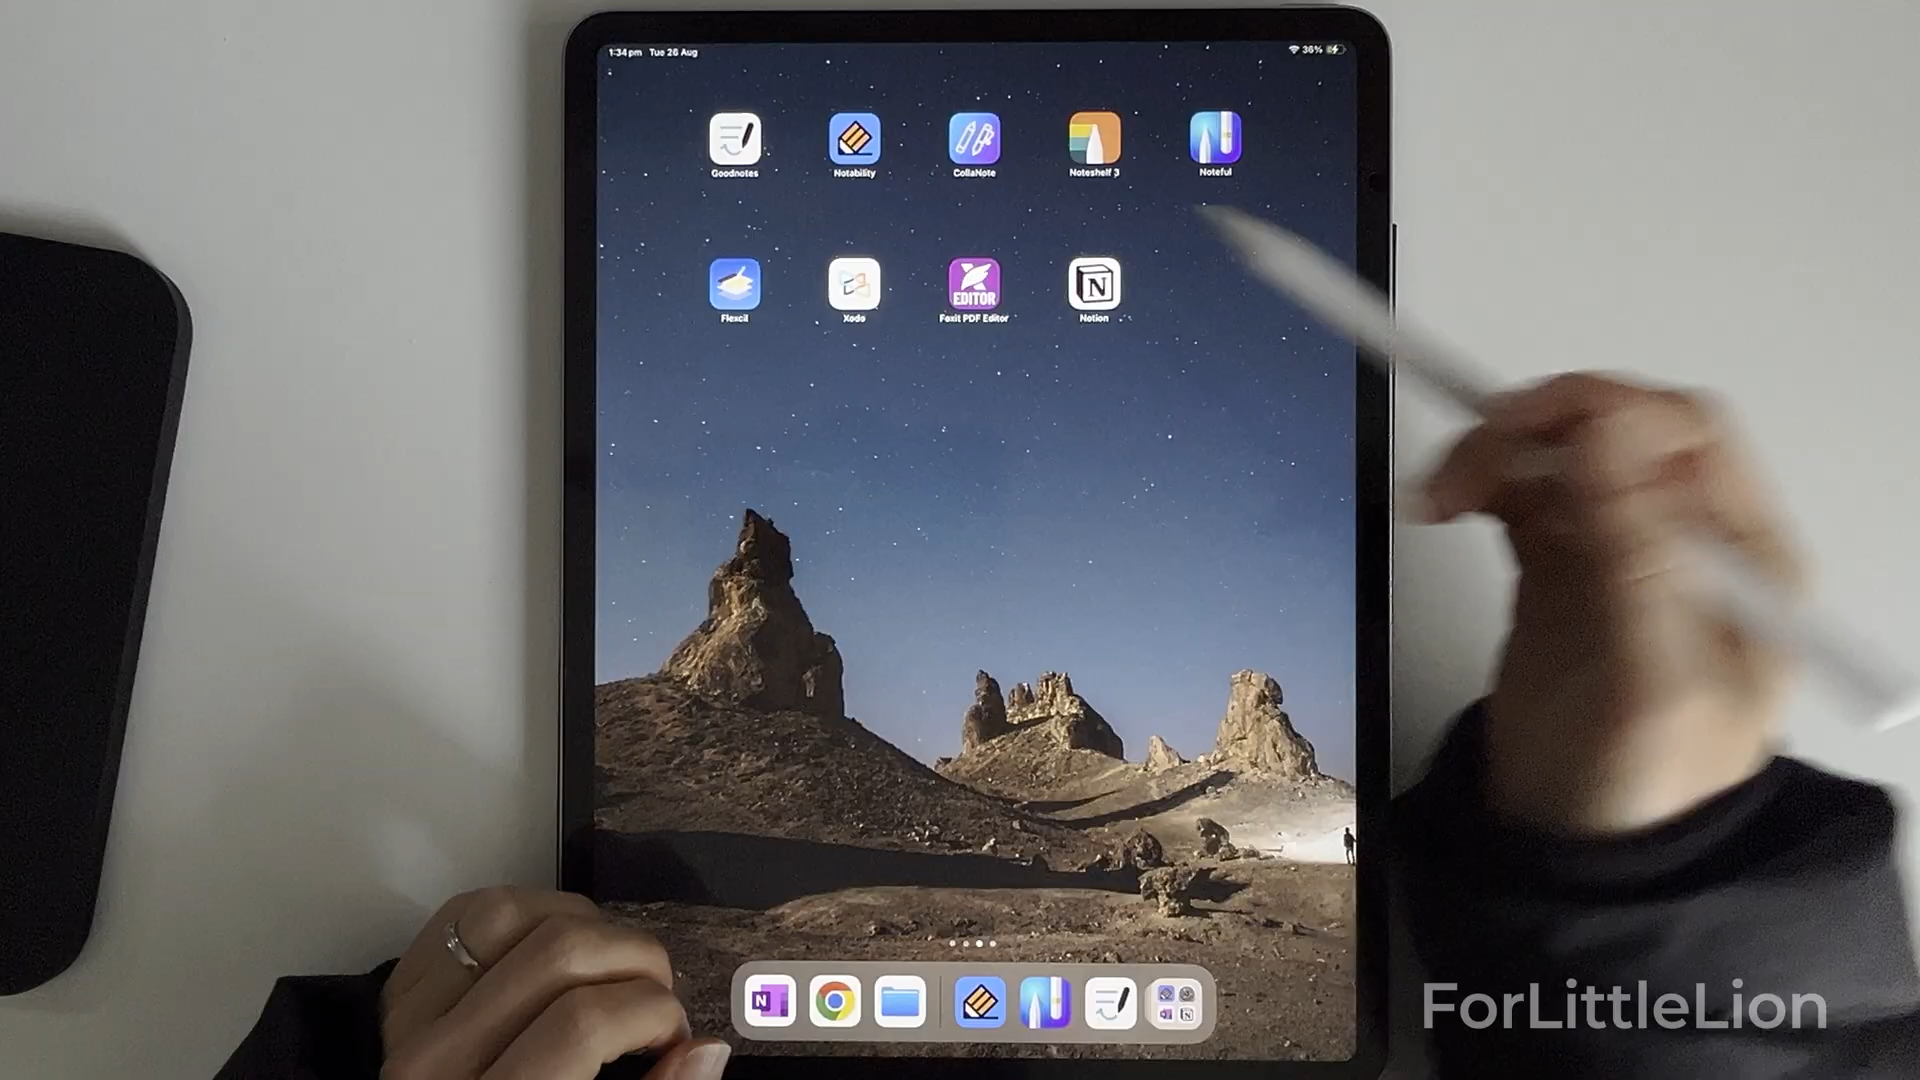 1:34 pm Tue 26 Aug
36%
Goodnotes
Notability
CollaNote
Noteshelf 3
Noteful
Flexcil
Xodo
EDITOR
Foxit PDF Editor
N
Notion
N
N
ForLittleLion